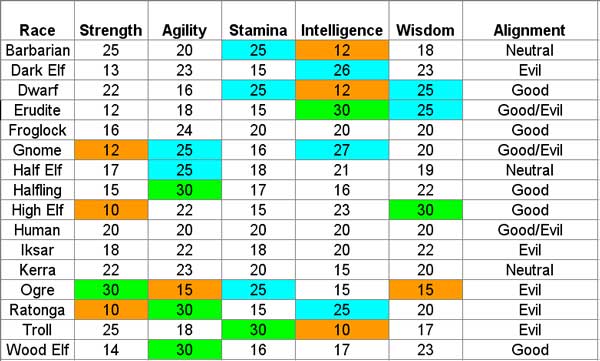 Race Strength Agility Stamina Intelligence Wisdom Alignment
Barbarian 25 20 25 12 18 Neutral
Dark Elf 13 23 15 26 23 Evil
Dwarf 22 16 25 12 25 Good
Erudite 12 18 15 30 25 Good/Evil
Froglock 16 24 20 20 20 Good
Gnome 12 25 16 27 20 Good/Evil
Half Elf 17 25 18 21 19 Neutral
Halfling 15 30 17 16 22 Good
High Elf 10 22 15 23 30 Good
Human 20 20 20 20 20 Good/Evil
Iksar 18 22 18 20 22 Evil
Kerra 22 23 20 15 20 Neutral
Ogre 30 15 25 15 15 Evil
Ratonga 10 30 15 25 20 Evil
Troll 25 18 30 10 17 Evil
Wood Elf 14 30 16 17 23 Good